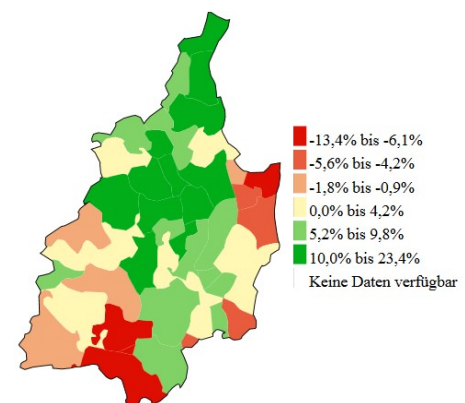 -13,4% bis -6,1%
-5,6% bis -4,2%
-1,8% bis -0,9%
0,0% bis 4,2%
5,2% bis 9,8%
10,0% bis 23,4%
Keine Daten verfügbar